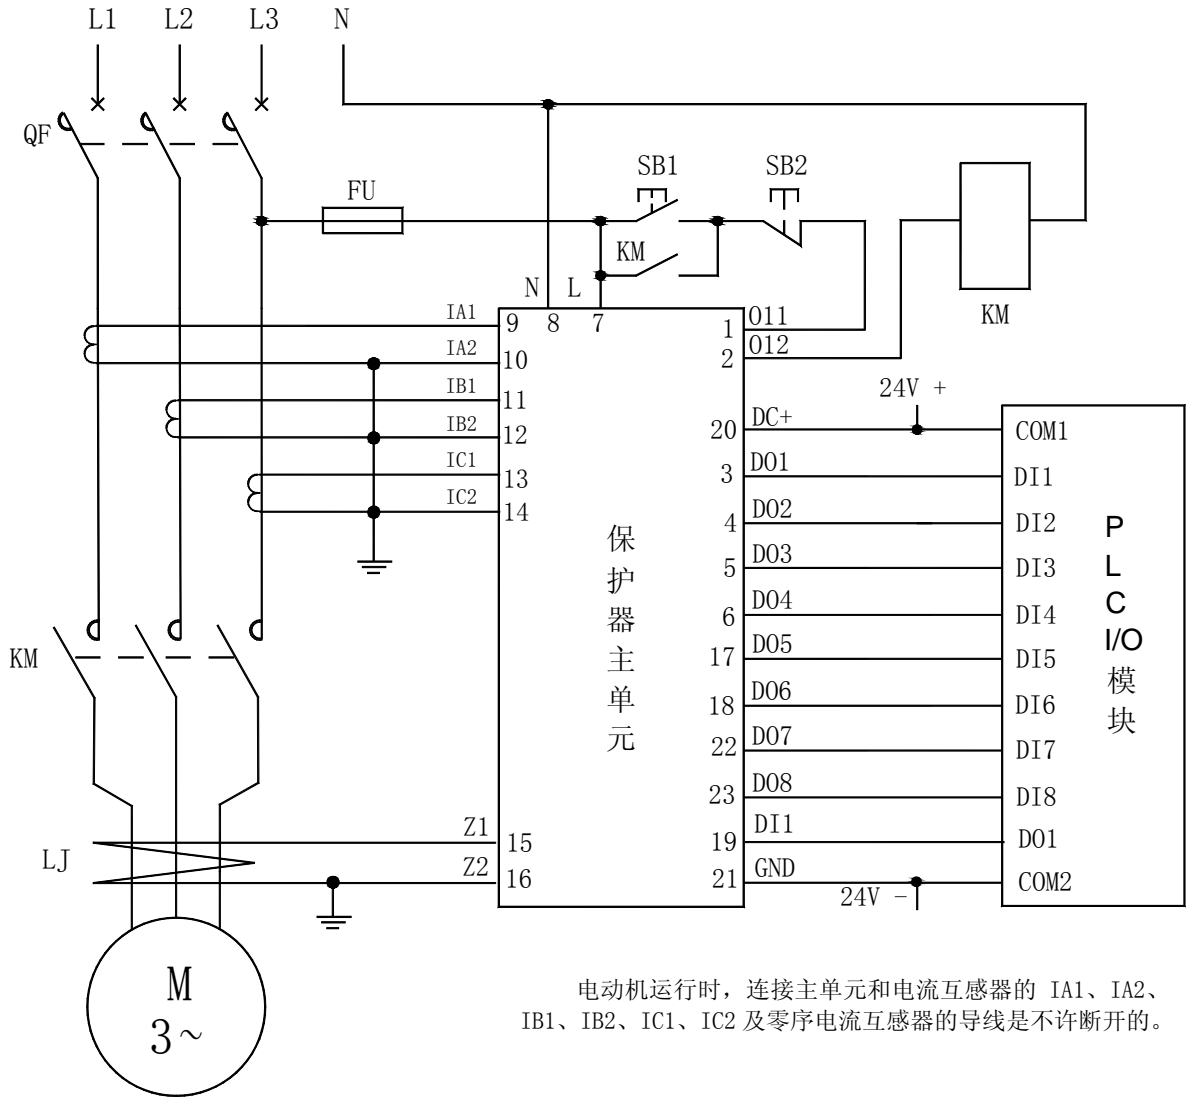 L1 L2 L3 N
QF
FU
SB1 SB2
KM
KM
N L
8 7
IA1 9
IA2 10
IB1 11
IB2 12
IC1 13
IC2 14
1 O11
2 O12
24V +
20 DC+ COM1
3 DO1 DI1
4 DO2 DI2
5 DO3 DI3
6 DO4 DI4
17 DO5 DI5
18 DO6 DI6
22 DO7 DI7
23 DO8 DI8
19 DI1 DO1
21 GND COM2
24V -
保
护
器
主
单
元
P
L
C
I/O
模
块
KM
Z1 15
Z2 16
LJ
M
3~
电动机运行时，连接主单元和电流互感器的 IA1、IA2、
IB1、IB2、IC1、IC2 及零序电流互感器的导线是不许断开的。